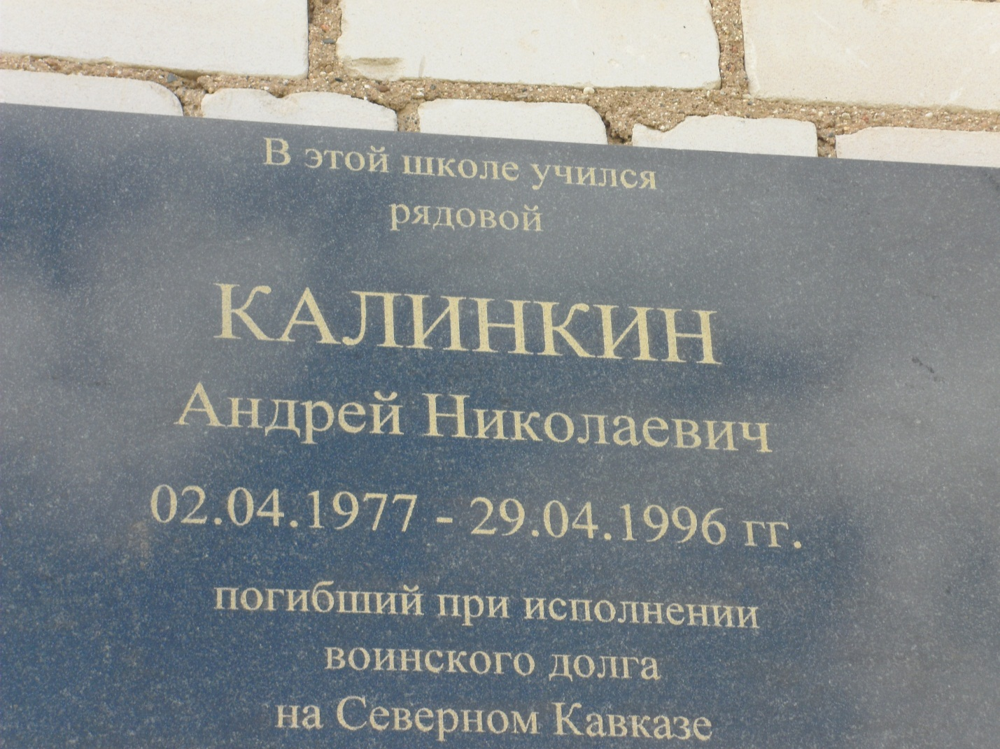 В этой школе учился
рядовой
КАЛИНКИН
Андрей Николаевич
02.04.1977 - 29.04.1996 гг.
погибший при исполнении
воинского долга
на Северном Кавказе